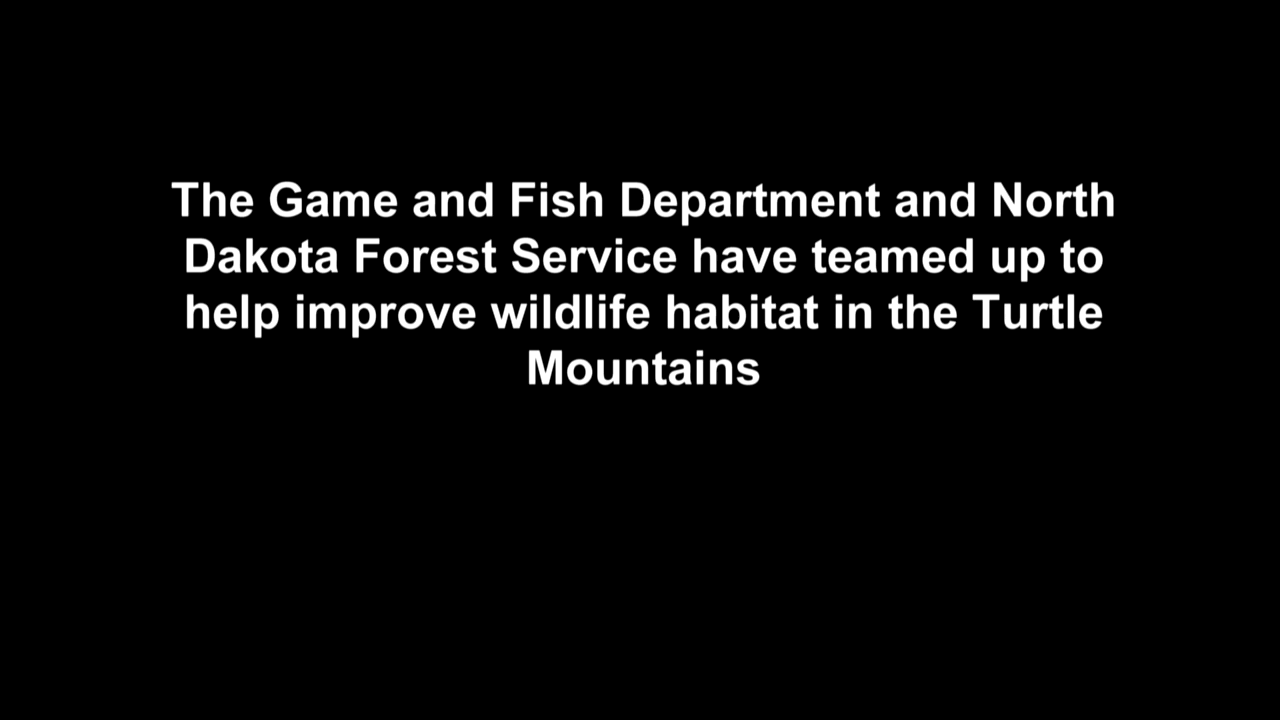 The Game and Fish Department and North
Dakota Forest Service have teamed up to
help improve wildlife habitat in the Turtle
Mountains